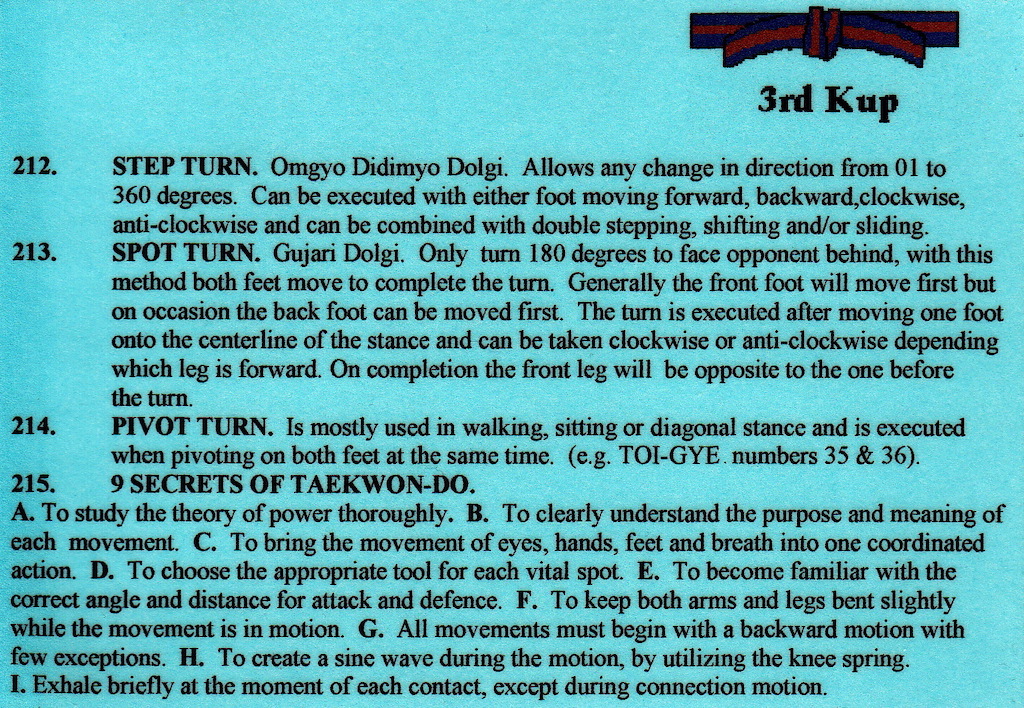 3rd Kup
212. STEP TURN. Omgyo Didimyo Dolgi. Allows any change in direction from 01 to
360 degrees. Can be executed with either foot moving forward, backward,clockwise,
anti-clockwise and can be combined with double stepping, shifting and/or sliding.
213. SPOT TURN. Gujari Dolgi. Only turn 180 degrees to face opponent behind, with this
method both feet move to complete the turn. Generally the front foot will move first but
on occasion the back foot can be moved first. The turn is executed after moving one foot
onto the centerline of the stance and can be taken clockwise or anti-clockwise depending
which leg is forward. On completion the front leg will be opposite to the one before
the turn.
214. PIVOT TURN. Is mostly used in walking, sitting or diagonal stance and is executed
when pivoting on both feet at the same time. (e.g. TOI-GYE. numbers 35 & 36).
215. 9 SECRETS OF TAEKWON-DO.
A. To study the theory of power thoroughly. B. To clearly understand the purpose and meaning of
each movement. C. To bring the movement of eyes, hands, feet and breath into one coordinated
action. D. To choose the appropriate tool for each vital spot. E. To become familiar with the
correct angle and distance for attack and defence. F. To keep both arms and legs bent slightly
while the movement is in motion. G. All movements must begin with a backward motion with
few exceptions. H. To create a sine wave during the motion, by utilizing the knee spring.
I. Exhale briefly at the moment of each contact, except during connection motion.